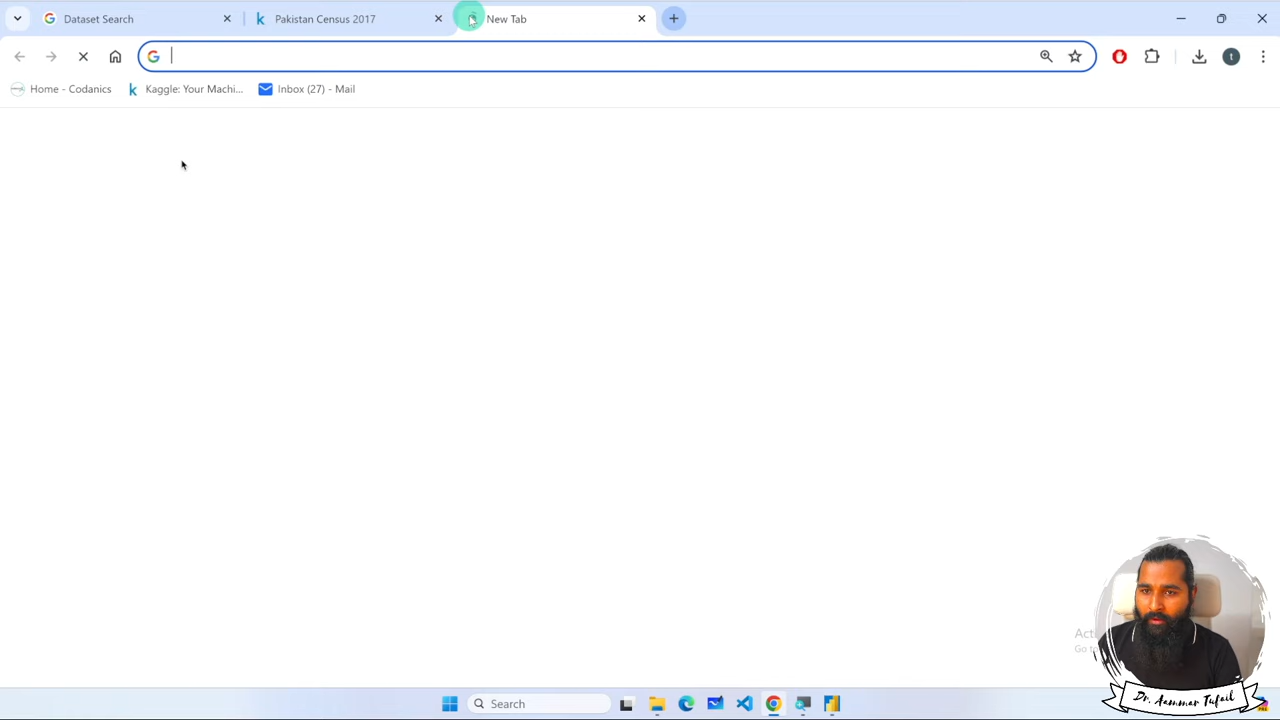 Dataset Search
Pakistan Census 2017
New Tab
Home - Codanics
Kaggle: Your Machi...
Inbox (27) - Mail
t
Search
Dr. Aammar Tufail